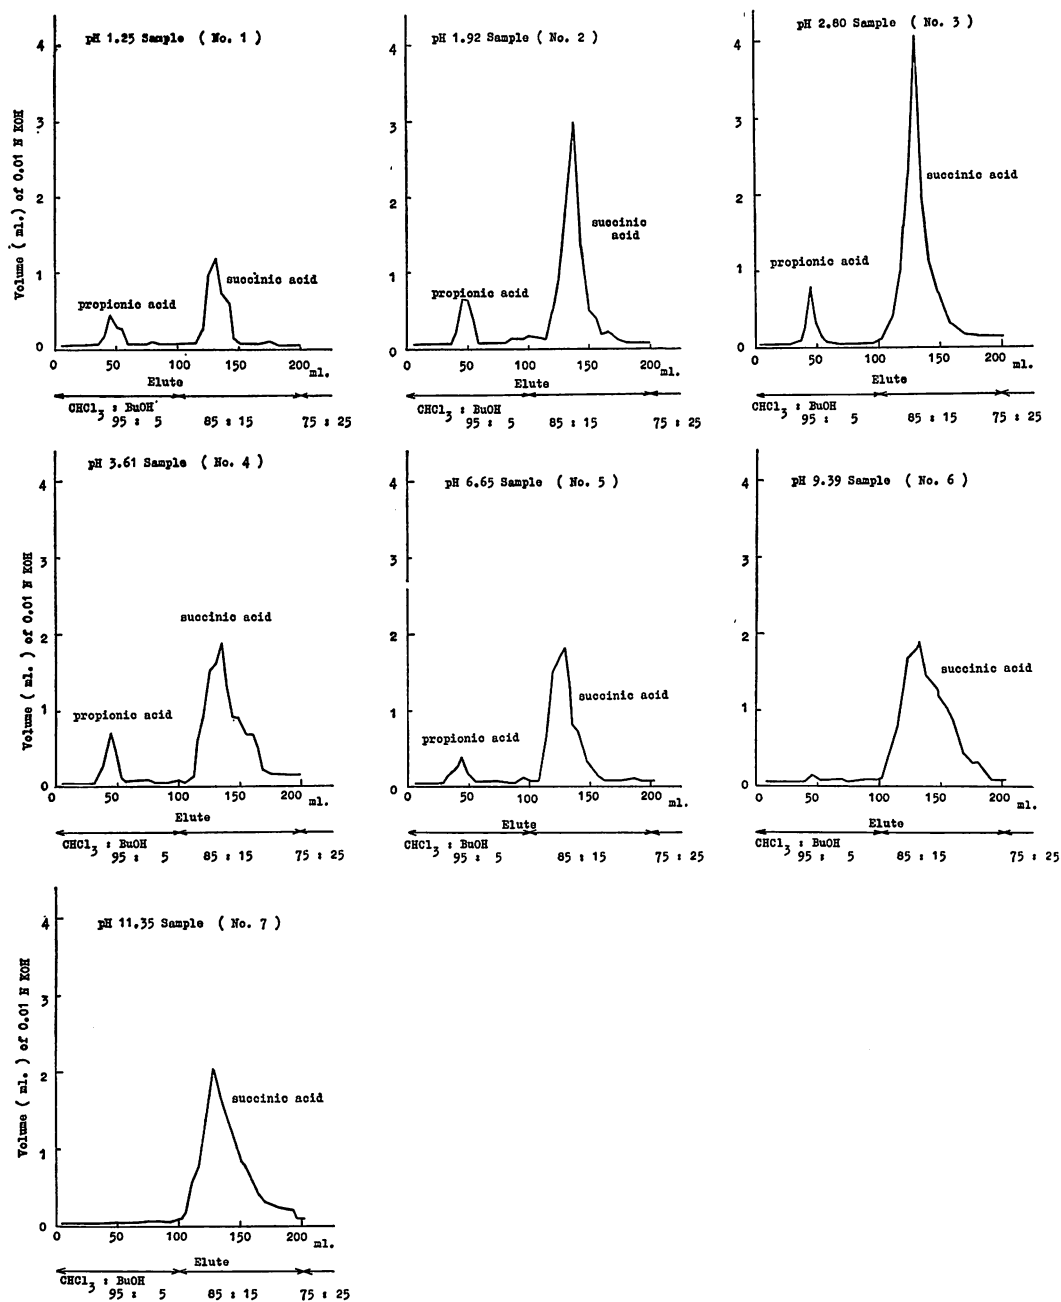 pH 1.25 Sample ( No. 1 )
Volume ( ml.) of 0.01 N KOH
4
3
2
1
0
propionic acid
succinic acid
50
100
150
200
ml.
Elute
CHCl3 : BuOH
95 : 5
85 : 15
75 : 25
pH 1.92 Sample ( No. 2 )
4
3
2
1
0
propionic acid
succinic
acid
0
50
100
150
200
ml.
Elute
CHCl3 : BuOH
95 : 5
85 : 15
75 : 25
pH 2.80 Sample ( No. 3 )
4
3
2
1
0
propionic acid
succinic acid
0
50
100
150
200
ml.
Elute
CHCl3 : BuOH
95 : 5
85 : 15
75 : 25
pH 3.61 Sample ( No. 4 )
Volume ( ml. ) of 0.01 N KOH
4
3
2
1
0
propionic acid
succinic acid
50
100
150
200
ml.
Elute
CHCl3 : BuOH
95 : 5
85 : 15
75 : 25
pH 6.65 Sample ( No. 5 )
4
3
2
1
0
propionic acid
succinic acid
0
50
100
150
200
ml.
Elute
CHCl3 : BuOH
95 : 5
85 : 15
75 : 25
pH 9.39 Sample ( No. 6 )
4
3
2
1
0
succinic acid
0
50
100
150
200
ml.
Elute
CHCl3 : BuOH
95 : 5
85 : 15
75 : 25
pH 11.35 Sample ( No. 7 )
Volume ( ml. ) of 0.01 N KOH
4
3
2
1
0
succinic acid
50
100
150
200
ml.
Elute
CHCl3 : BuOH
95 : 5
85 : 15
75 : 25